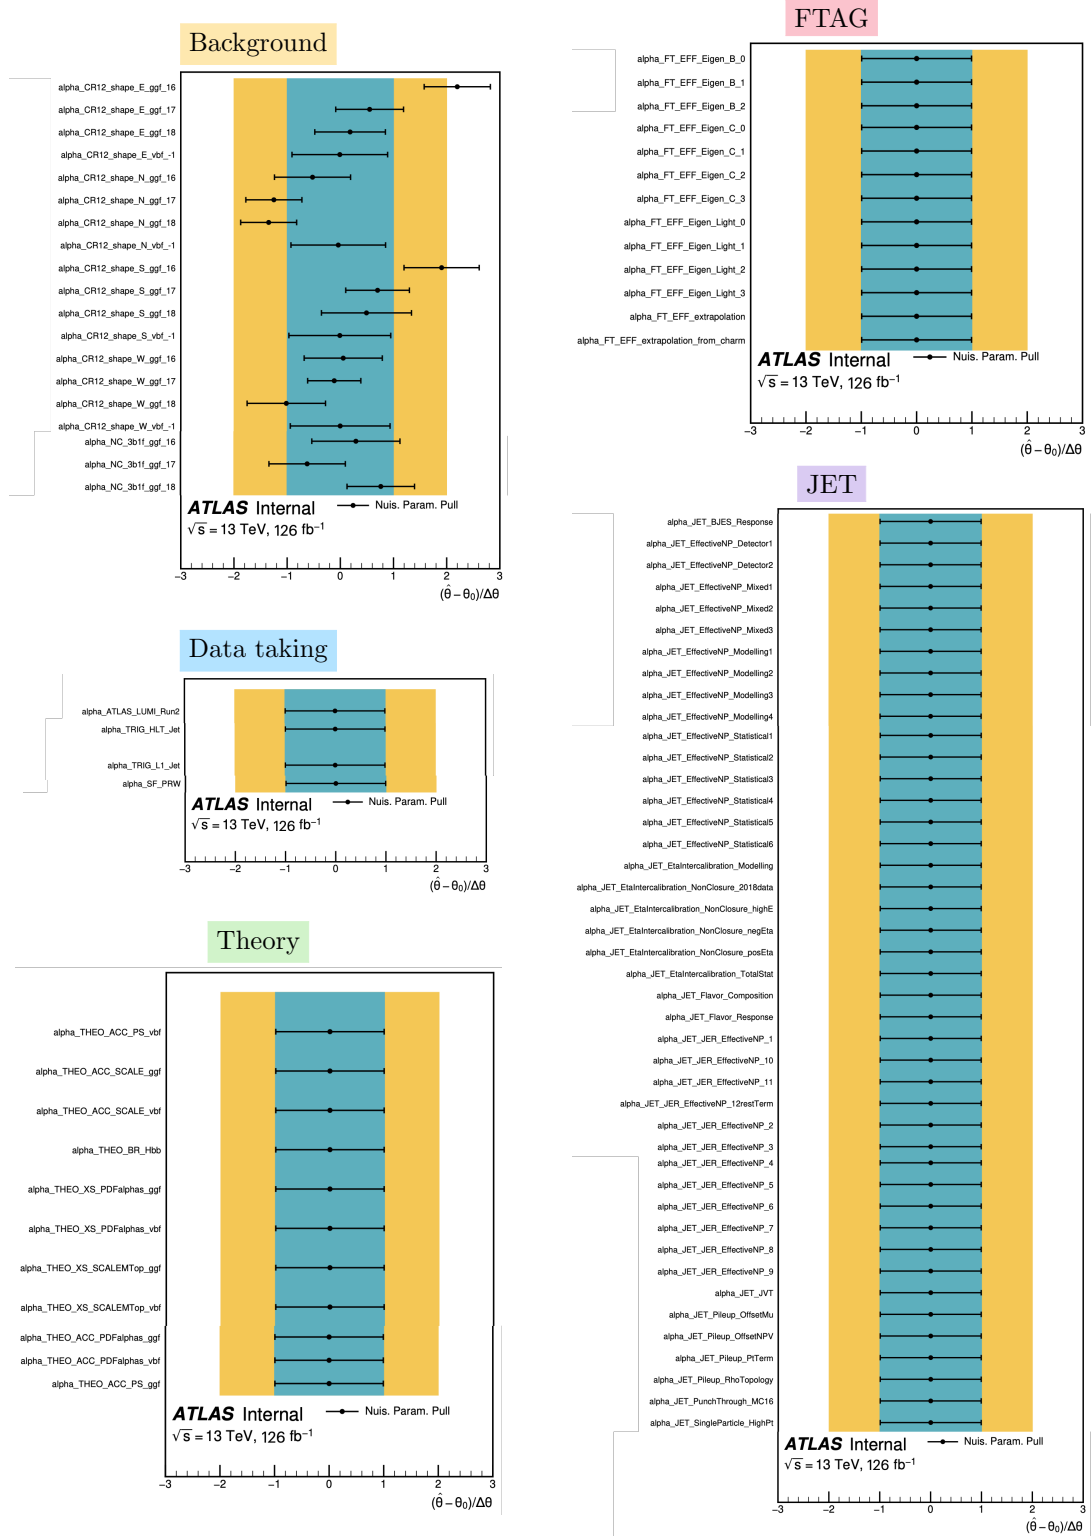 Background
alpha_CR12_shape_E_ggf_16
alpha_CR12_shape_E_ggf_17
alpha_CR12_shape_E_ggf_18
alpha_CR12_shape_E_vbf_-1
alpha_CR12_shape_N_ggf_16
alpha_CR12_shape_N_ggf_17
alpha_CR12_shape_N_ggf_18
alpha_CR12_shape_N_vbf_-1
alpha_CR12_shape_S_ggf_16
alpha_CR12_shape_S_ggf_17
alpha_CR12_shape_S_ggf_18
alpha_CR12_shape_S_vbf_-1
alpha_CR12_shape_W_ggf_16
alpha_CR12_shape_W_ggf_17
alpha_CR12_shape_W_ggf_18
alpha_CR12_shape_W_vbf_-1
alpha_NC_3b1f_ggf_16
alpha_NC_3b1f_ggf_17
alpha_NC_3b1f_ggf_18
ATLAS Internal
Nuis. Param. Pull
√s = 13 TeV, 126 fb⁻¹
−3 −2 −1 0 1 2 3
(θ̂ − θ₀)/Δθ
Data taking
alpha_ATLAS_LUMI_Run2
alpha_TRIG_HLT_Jet
alpha_TRIG_L1_Jet
alpha_SF_PRW
ATLAS Internal
Nuis. Param. Pull
√s = 13 TeV, 126 fb⁻¹
−3 −2 −1 0 1 2 3
(θ̂ − θ₀)/Δθ
Theory
alpha_THEO_ACC_PS_vbf
alpha_THEO_ACC_SCALE_ggf
alpha_THEO_ACC_SCALE_vbf
alpha_THEO_BR_Hbb
alpha_THEO_XS_PDFalphas_ggf
alpha_THEO_XS_PDFalphas_vbf
alpha_THEO_XS_SCALEMTop_ggf
alpha_THEO_XS_SCALEMTop_vbf
alpha_THEO_ACC_PDFalphas_ggf
alpha_THEO_ACC_PDFalphas_vbf
alpha_THEO_ACC_PS_ggf
ATLAS Internal
Nuis. Param. Pull
√s = 13 TeV, 126 fb⁻¹
−3 −2 −1 0 1 2 3
(θ̂ − θ₀)/Δθ
FTAG
alpha_FT_EFF_Eigen_B_0
alpha_FT_EFF_Eigen_B_1
alpha_FT_EFF_Eigen_B_2
alpha_FT_EFF_Eigen_C_0
alpha_FT_EFF_Eigen_C_1
alpha_FT_EFF_Eigen_C_2
alpha_FT_EFF_Eigen_C_3
alpha_FT_EFF_Eigen_Light_0
alpha_FT_EFF_Eigen_Light_1
alpha_FT_EFF_Eigen_Light_2
alpha_FT_EFF_Eigen_Light_3
alpha_FT_EFF_extrapolation
alpha_FT_EFF_extrapolation_from_charm
ATLAS Internal
Nuis. Param. Pull
√s = 13 TeV, 126 fb⁻¹
−3 −2 −1 0 1 2 3
(θ̂ − θ₀)/Δθ
JET
alpha_JET_BJES_Response
alpha_JET_EffectiveNP_Detector1
alpha_JET_EffectiveNP_Detector2
alpha_JET_EffectiveNP_Mixed1
alpha_JET_EffectiveNP_Mixed2
alpha_JET_EffectiveNP_Mixed3
alpha_JET_EffectiveNP_Modelling1
alpha_JET_EffectiveNP_Modelling2
alpha_JET_EffectiveNP_Modelling3
alpha_JET_EffectiveNP_Modelling4
alpha_JET_EffectiveNP_Statistical1
alpha_JET_EffectiveNP_Statistical2
alpha_JET_EffectiveNP_Statistical3
alpha_JET_EffectiveNP_Statistical4
alpha_JET_EffectiveNP_Statistical5
alpha_JET_EffectiveNP_Statistical6
alpha_JET_EtaIntercalibration_Modelling
alpha_JET_EtaIntercalibration_NonClosure_2018data
alpha_JET_EtaIntercalibration_NonClosure_highE
alpha_JET_EtaIntercalibration_NonClosure_negEta
alpha_JET_EtaIntercalibration_NonClosure_posEta
alpha_JET_EtaIntercalibration_TotalStat
alpha_JET_Flavor_Composition
alpha_JET_Flavor_Response
alpha_JET_JER_EffectiveNP_1
alpha_JET_JER_EffectiveNP_10
alpha_JET_JER_EffectiveNP_11
alpha_JET_JER_EffectiveNP_12restTerm
alpha_JET_JER_EffectiveNP_2
alpha_JET_JER_EffectiveNP_3
alpha_JET_JER_EffectiveNP_4
alpha_JET_JER_EffectiveNP_5
alpha_JET_JER_EffectiveNP_6
alpha_JET_JER_EffectiveNP_7
alpha_JET_JER_EffectiveNP_8
alpha_JET_JER_EffectiveNP_9
alpha_JET_JVT
alpha_JET_Pileup_OffsetMu
alpha_JET_Pileup_OffsetNPV
alpha_JET_Pileup_PtTerm
alpha_JET_Pileup_RhoTopology
alpha_JET_PunchThrough_MC16
alpha_JET_SingleParticle_HighPt
ATLAS Internal
Nuis. Param. Pull
√s = 13 TeV, 126 fb⁻¹
−3 −2 −1 0 1 2 3
(θ̂ − θ₀)/Δθ